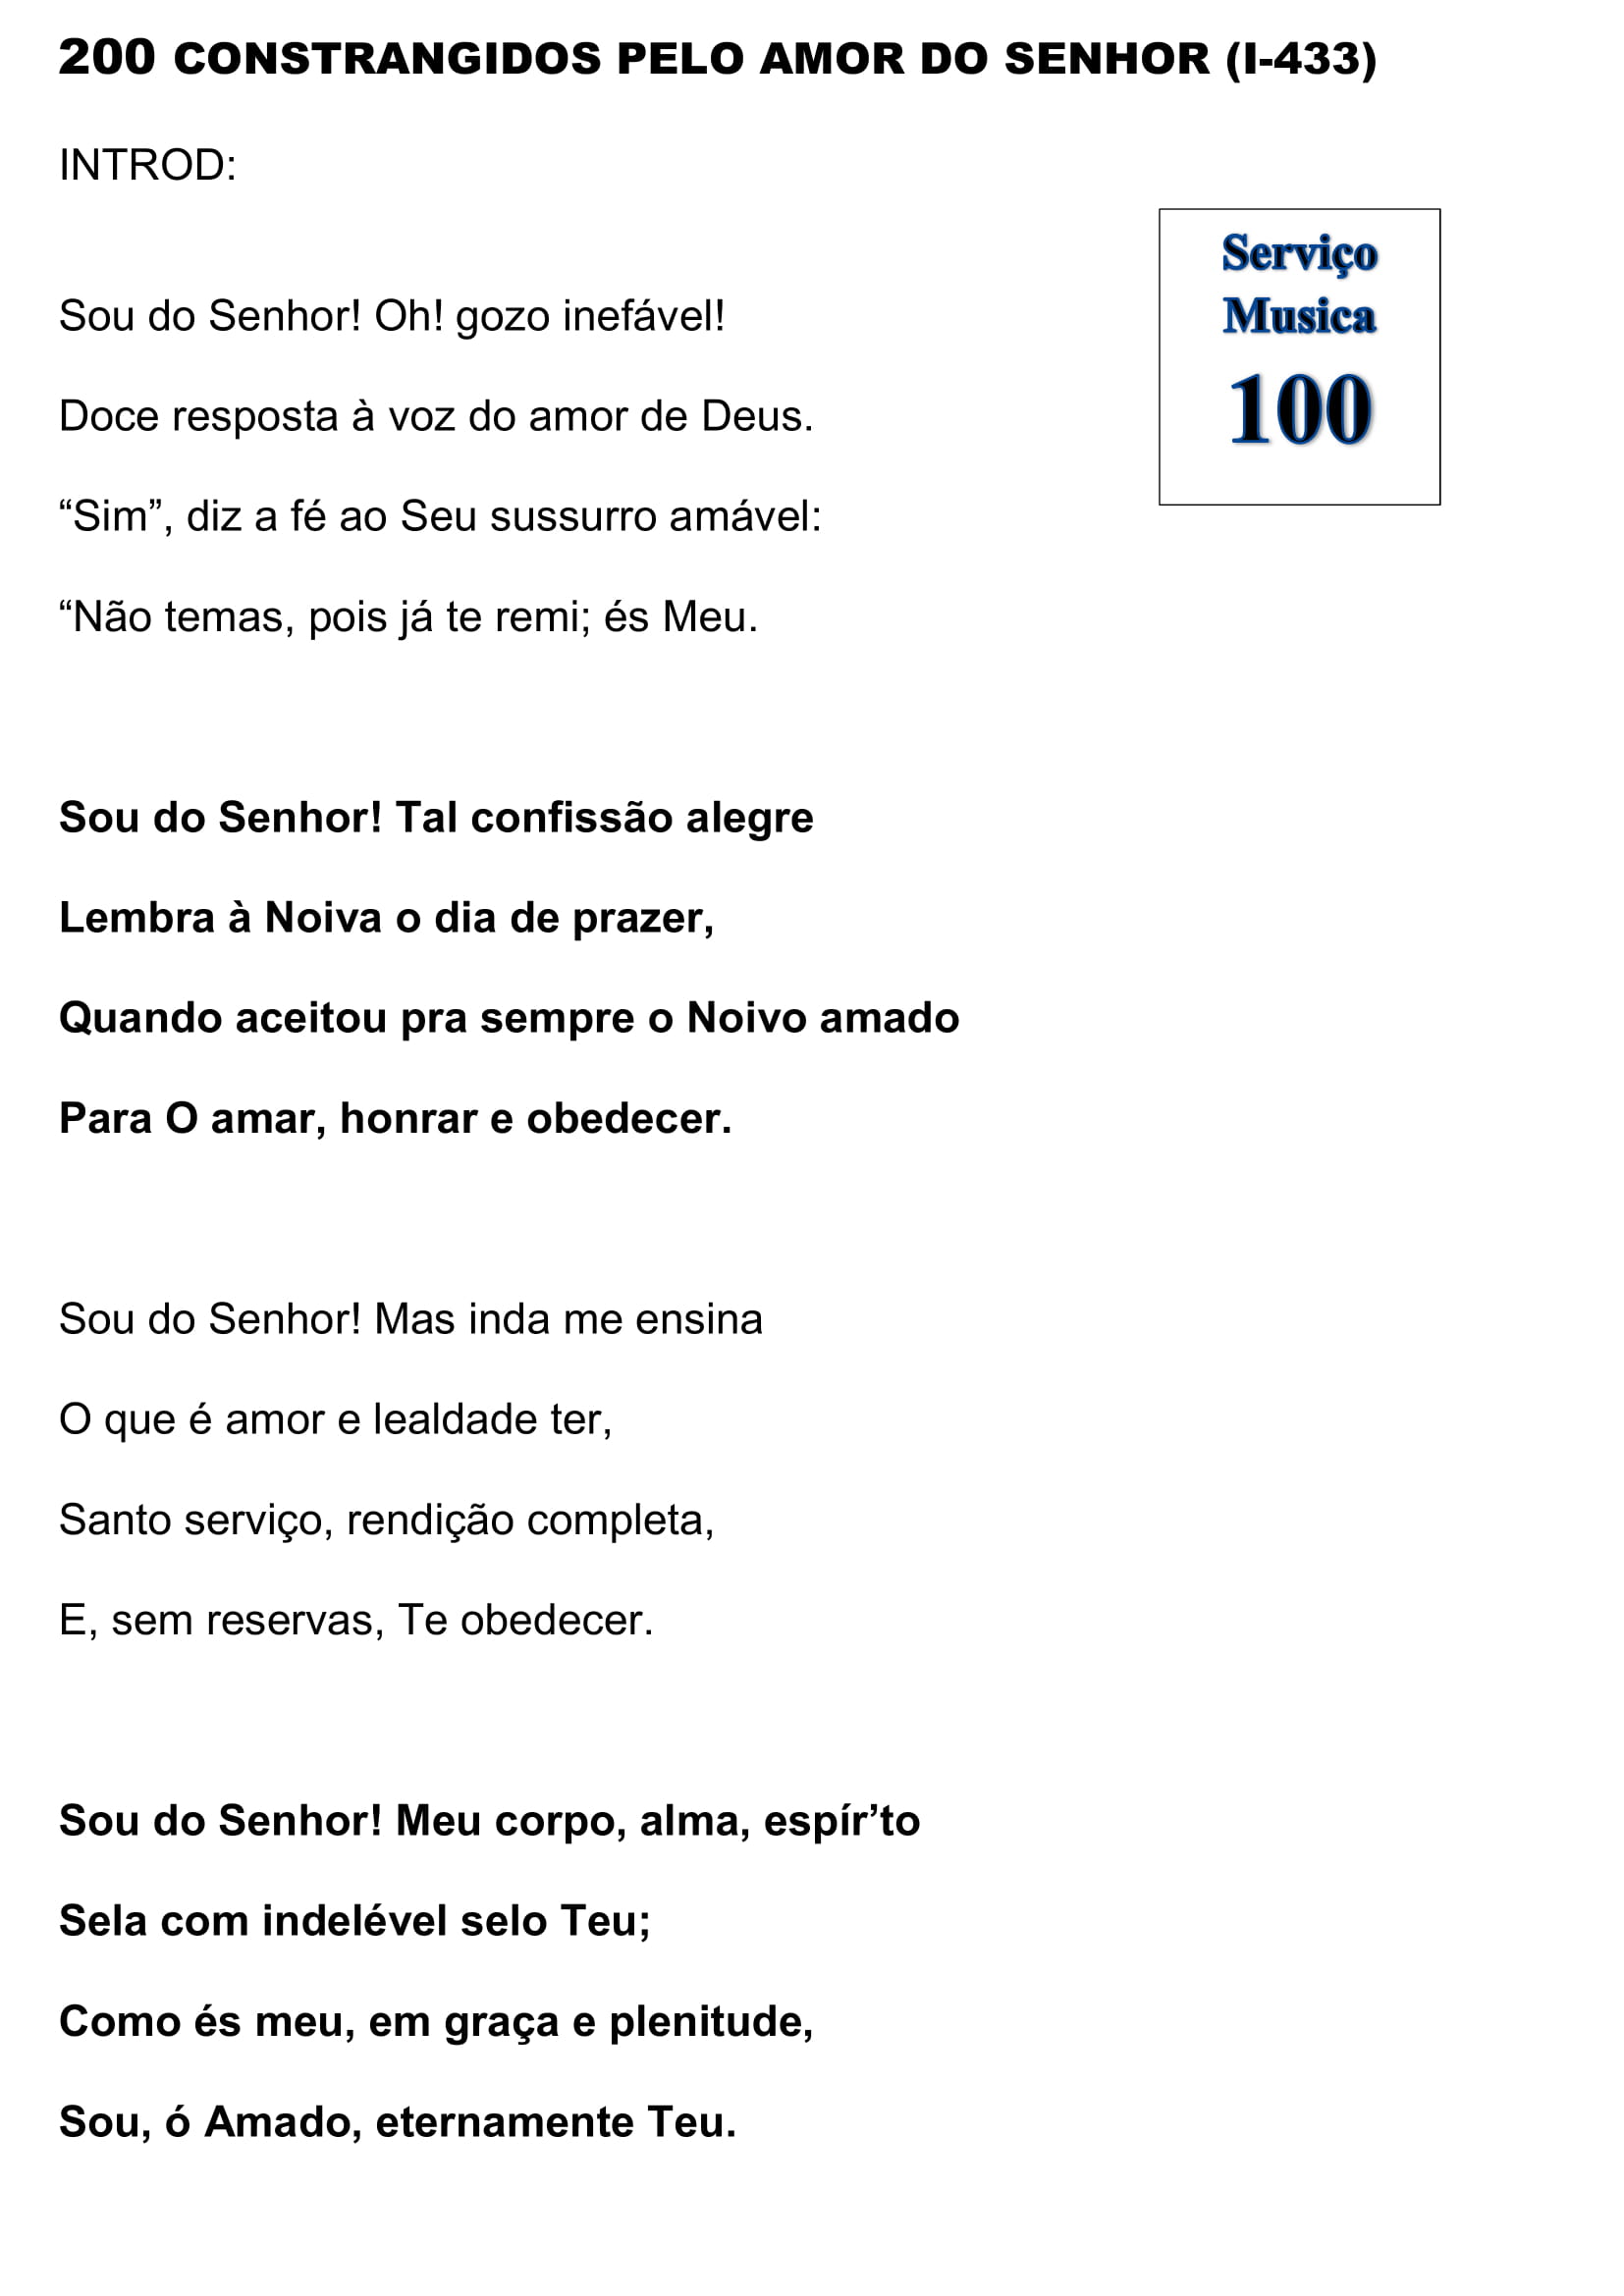 200 CONSTRANGIDOS PELO AMOR DO SENHOR (I-433)
INTROD:
Serviço
Musica
100
Sou do Senhor! Oh! gozo inefável!
Doce resposta à voz do amor de Deus.
“Sim”, diz a fé ao Seu sussurro amável:
“Não temas, pois já te remi; és Meu.
Sou do Senhor! Tal confissão alegre
Lembra à Noiva o dia de prazer,
Quando aceitou pra sempre o Noivo amado
Para O amar, honrar e obedecer.
Sou do Senhor! Mas inda me ensina
O que é amor e lealdade ter,
Santo serviço, rendição completa,
E, sem reservas, Te obedecer.
Sou do Senhor! Meu corpo, alma, espír’to
Sela com indelével selo Teu;
Como és meu, em graça e plenitude,
Sou, ó Amado, eternamente Teu.